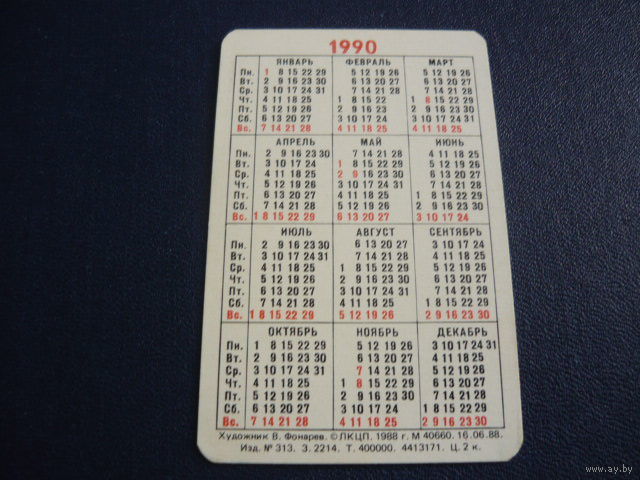 1990
ЯНВАРЬ ФЕВРАЛЬ МАРТ
Пн. 1 8 15 22 29 5 12 19 26 5 12 19 26
Вт. 2 9 16 23 30 6 13 20 27 6 13 20 27
Ср. 3 10 17 24 31 7 14 21 28 7 14 21 28
Чт. 4 11 18 25 1 8 15 22 1 8 15 22 29
Пт. 5 12 19 26 2 9 16 23 2 9 16 23 30
Сб. 6 13 20 27 3 10 17 24 3 10 17 24 31
Вс. 7 14 21 28 4 11 18 25 4 11 18 25
АПРЕЛЬ МАЙ ИЮНЬ
Пн. 2 9 16 23 30 7 14 21 28 4 11 18 25
Вт. 3 10 17 24 1 8 15 22 29 5 12 19 26
Ср. 4 11 18 25 2 9 16 23 30 6 13 20 27
Чт. 5 12 19 26 3 10 17 24 31 7 14 21 28
Пт. 6 13 20 27 4 11 18 25 1 8 15 22 29
Сб. 7 14 21 28 5 12 19 26 2 9 16 23 30
Вс. 1 8 15 22 29 6 13 20 27 3 10 17 24
ИЮЛЬ АВГУСТ СЕНТЯБРЬ
Пн. 2 9 16 23 30 6 13 20 27 3 10 17 24
Вт. 3 10 17 24 31 7 14 21 28 4 11 18 25
Ср. 4 11 18 25 1 8 15 22 29 5 12 19 26
Чт. 5 12 19 26 2 9 16 23 30 6 13 20 27
Пт. 6 13 20 27 3 10 17 24 31 7 14 21 28
Сб. 7 14 21 28 4 11 18 25 1 8 15 22 29
Вс. 1 8 15 22 29 5 12 19 26 2 9 16 23 30
ОКТЯБРЬ НОЯБРЬ ДЕКАБРЬ
Пн. 1 8 15 22 29 5 12 19 26 3 10 17 24 31
Вт. 2 9 16 23 30 6 13 20 27 4 11 18 25
Ср. 3 10 17 24 31 7 14 21 28 5 12 19 26
Чт. 4 11 18 25 1 8 15 22 29 6 13 20 27
Пт. 5 12 19 26 2 9 16 23 30 7 14 21 28
Сб. 6 13 20 27 3 10 17 24 1 8 15 22 29
Вс. 7 14 21 28 4 11 18 25 2 9 16 23 30
Художник В. Фонарев. © ЛКЦП. 1988 г. М 40660. 16.06.88.
Изд. № 313. З. 2214. Т. 400000. 4413171. Ц. 2 к.
www.ay.by